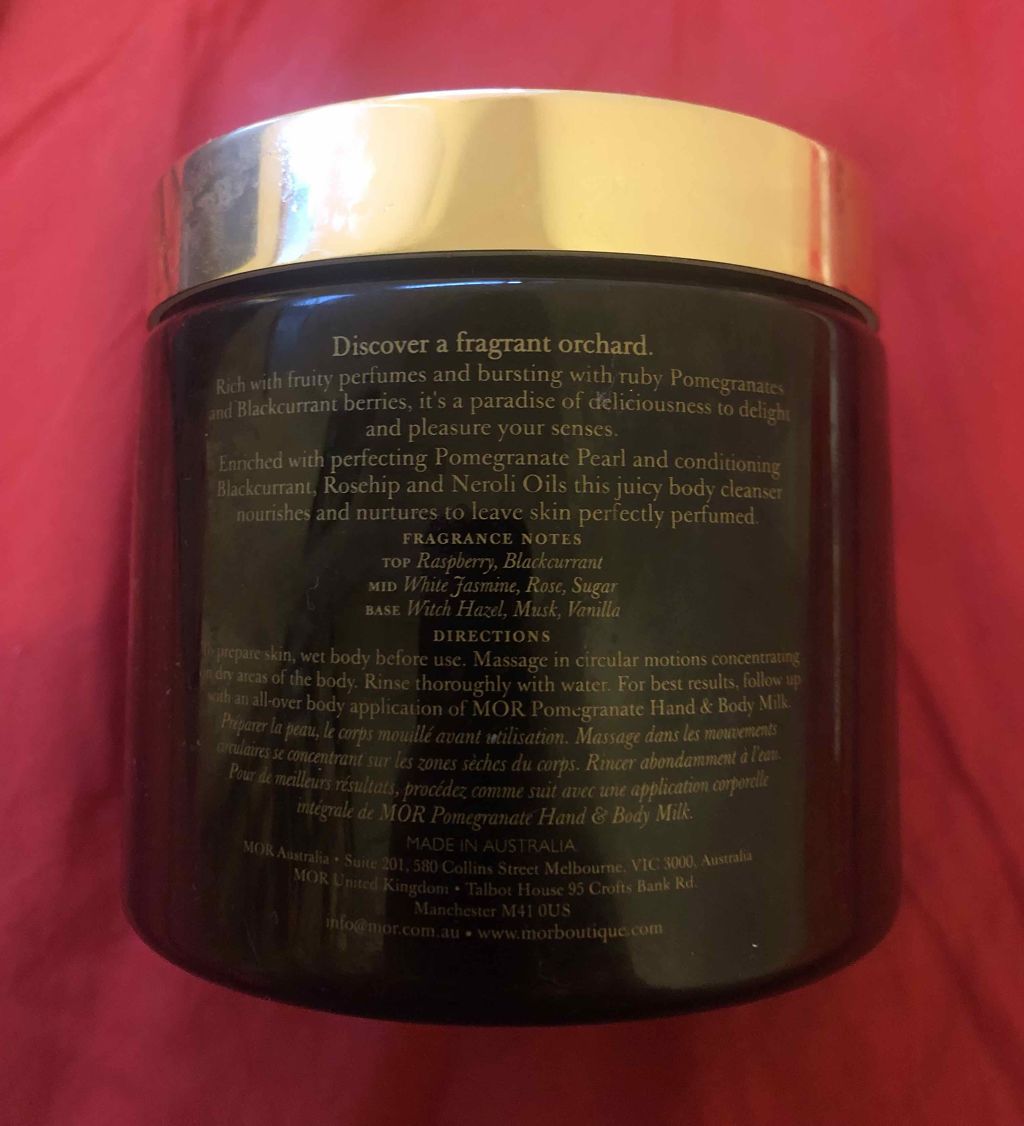 Discover a fragrant orchard.
Rich with fruity perfumes and bursting with ruby Pomegranates
and Blackcurrant berries, it's a paradise of deliciousness to delight
and pleasure your senses.
Enriched with perfecting Pomegranate Pearl and conditioning
Blackcurrant, Rosehip and Neroli Oils this juicy body cleanser
nourishes and nurtures to leave skin perfectly perfumed.
FRAGRANCE NOTES
TOP Raspberry, Blackcurrant
MID White Jasmine, Rose, Sugar
BASE Witch Hazel, Musk, Vanilla
DIRECTIONS
To prepare skin, wet body before use. Massage in circular motions concentrating
on dry areas of the body. Rinse thoroughly with water. For best results, follow up
with an all-over body application of MOR Pomegranate Hand & Body Milk.
Préparer la peau, le corps mouillé avant utilisation. Massage dans les mouvements
circulaires se concentrant sur les zones sèches du corps. Rincer abondamment à l'eau.
Pour de meilleurs résultats, procédez comme suit avec une application corporelle
intégrale de MOR Pomegranate Hand & Body Milk.
MADE IN AUSTRALIA
MOR Australia • Suite 201, 580 Collins Street Melbourne, VIC 3000, Australia
MOR United Kingdom • Talbot House 95 Crofts Bank Rd.
Manchester M41 0US
info@mor.com.au • www.morboutique.com